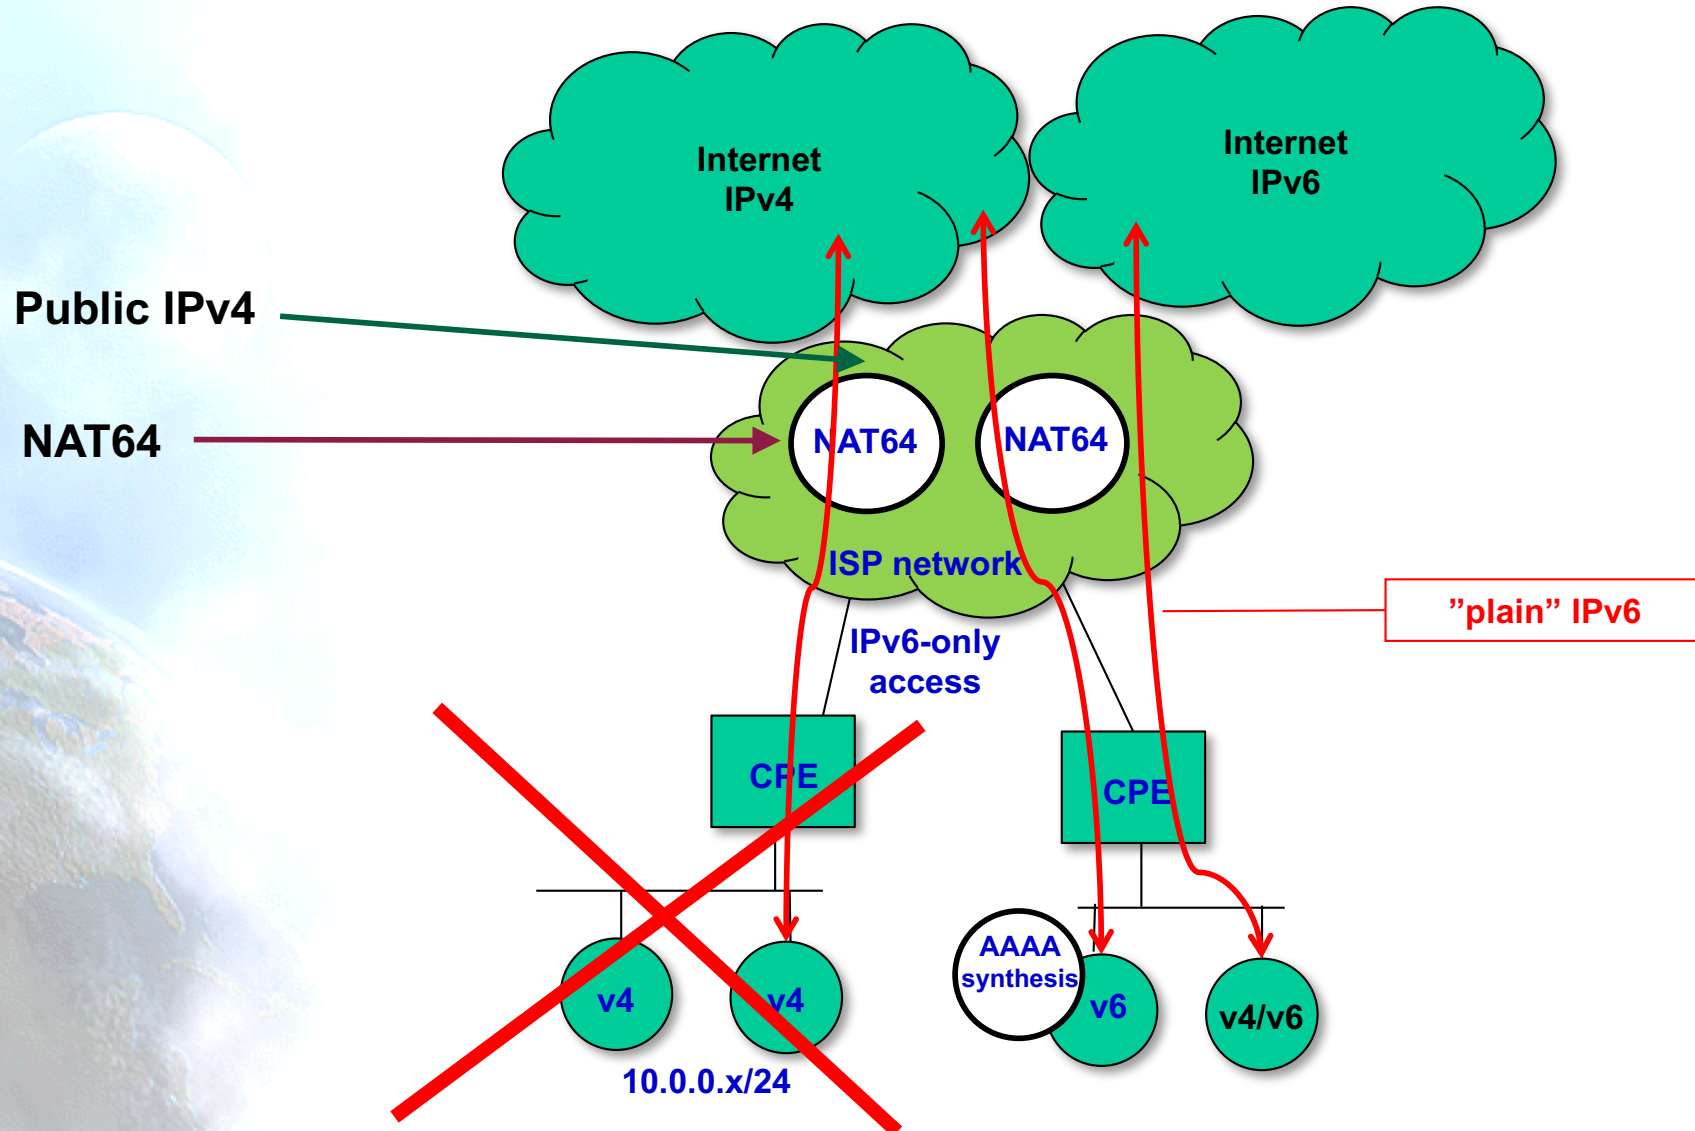 Internet
IPv4
Internet
IPv6
Public IPv4
NAT64
NAT64
NAT64
ISP network
”plain” IPv6
IPv6-only
access
CPE
CPE
AAAA
synthesis
v4
v4
v6
v4/v6
10.0.0.x/24